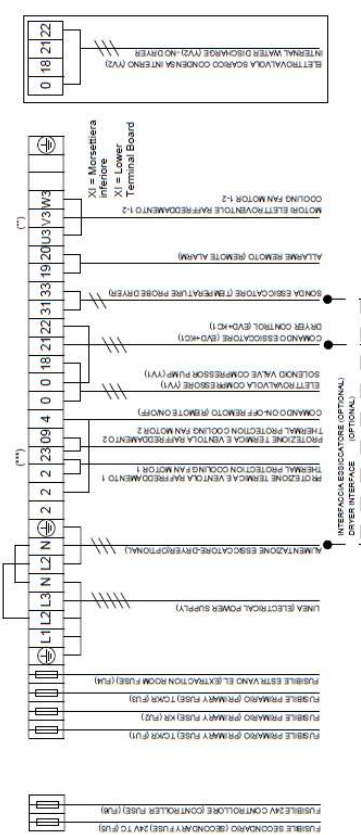 0 18 21 22
ELETTROVALVOLA SCARICO CONDENSA INTERNO (YV2)
INTERNAL WATER DISCHARGE (YV2) -NO DRYER
XI = Morsettiera
inferiore
XI = Lower
Terminal Board
(**)
(***)
L1 L2 L3 N L2 N 2 2 2 23 09 4 0 0 18 21 22 31 33 19 20 U3 V3 W3
MOTORI ELETTROVENTOLE RAFFREDDAMENTO 1-2
COOLING FAN MOTOR 1-2
ALLARME REMOTO (REMOTE ALARM)
SONDA ESSICCATORE (TEMPERATURE PROBE DRYER)
COMANDO ESSICCATORE (EVD+KC1)
DRYER CONTROL (EVD+KC1)
ELETTROVALVOLA COMPRESSORE (YV1)
SOLENOID VALVE COMPRESSOR PUMP (YV1)
COMANDO ON-OFF REMOTO (REMOTE ON/OFF)
PROTEZIONE TERMICA E VENTOLA RAFFREDDAMENTO 2
THERMAL PROTECTION COOLING FAN MOTOR 2
PROTEZIONE TERMICA E VENTOLA RAFFREDDAMENTO 1
THERMAL PROTECTION COOLING FAN MOTOR 1
INTERFACCIA ESSICCATORE (OPTIONAL)
DRYER INTERFACE (OPTIONAL)
ALIMENTAZIONE ESSICCATOR-DRYER(OPTIONAL)
LINEA (ELECTRICAL POWER SUPPLY)
FUSIBILE ESTR.VANO EL (EXTRACTION ROOM FUSE) (FU4)
FUSIBILE PRIMARIO (PRIMARY FUSE) TC/KR (FU3)
FUSIBILE PRIMARIO (PRIMARY FUSE) KR (FU2)
FUSIBILE PRIMARIO (PRIMARY FUSE) TC/KR (FU1)
FUSIBILE 24V CONTROLLORE (CONTROLLER FUSE) (FU6)
FUSIBILE SECONDARIO (SECONDARY FUSE) 24V TC (FU5)